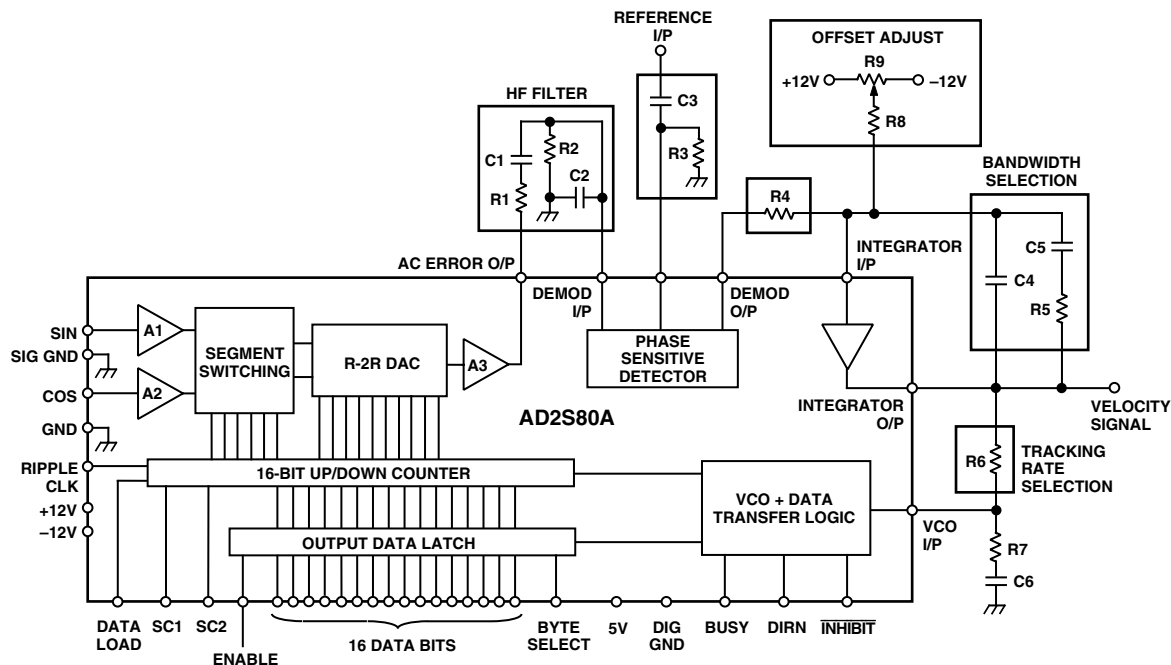 REFERENCE
I/P
OFFSET ADJUST
R9
+12V
–12V
R8
HF FILTER
C1
R2
C2
R1
C3
R3
R4
BANDWIDTH
SELECTION
C5
C4
R5
AC ERROR O/P
DEMOD
I/P
DEMOD
O/P
INTEGRATOR
I/P
SIN
SIG GND
COS
GND
RIPPLE
CLK
+12V
–12V
A1
A2
SEGMENT
SWITCHING
R-2R DAC
A3
PHASE
SENSITIVE
DETECTOR
AD2S80A
INTEGRATOR
O/P
VELOCITY
SIGNAL
R6
TRACKING
RATE
SELECTION
16-BIT UP/DOWN COUNTER
VCO + DATA
TRANSFER LOGIC
OUTPUT DATA LATCH
VCO
I/P
R7
C6
DATA
LOAD
SC1
SC2
ENABLE
16 DATA BITS
BYTE
SELECT
5V
DIG
GND
BUSY
DIRN
INHIBIT